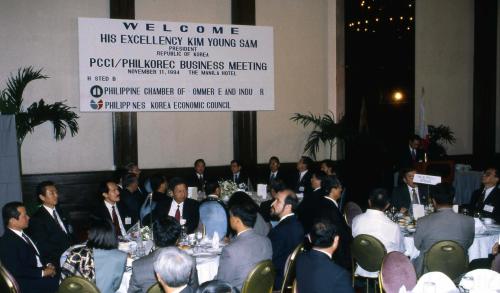 WELCOME
HIS EXCELLENCY KIM YOUNG SAM
PRESIDENT
REPUBLIC OF KOREA
PCCI/PHILKOREC BUSINESS MEETING
NOVEMBER 11, 1994 THE MANILA HOTEL
H STED B
PHILIPPINE CHAMBER OF OMMER E AND INDU R
PHILIPP NES KOREA ECONOMIC COUNCIL